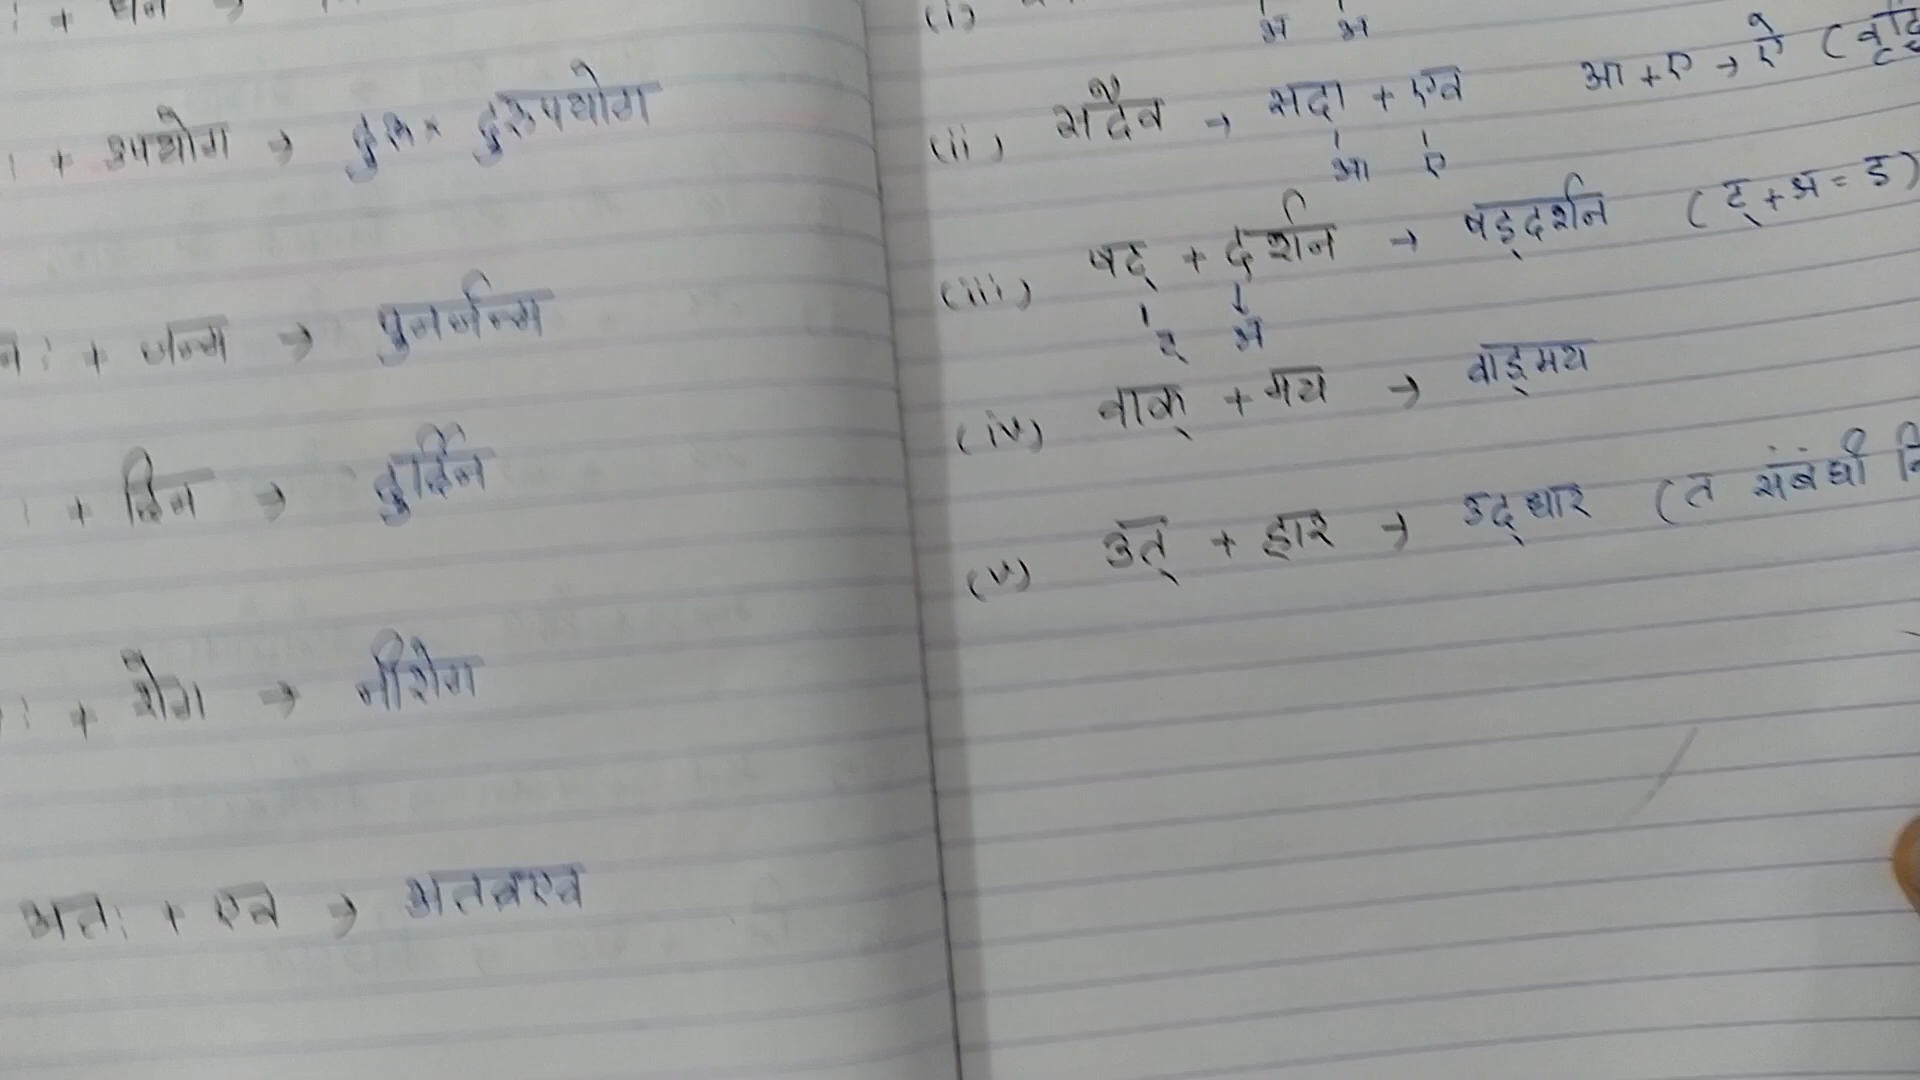 : + उपयोग → दुरू× दुरूपयोग
: + जन्म → पुनर्जन्म
: + दिन → दुर्दिन
: + रोग → नीरोग
अतः + एव → अतवएव
(i)
अ अ
(ii) सदैव → सदा + एव आ + ए → ऐ (वृद्धि
आ ए
(iii) षट् + दर्शन → षड्दर्शन (ट् + अ = ड)
ट् अ
(iv) वाक् + मय → वाङ्मय
(v) उत् + हार → उद्धार (त संबंधी नि